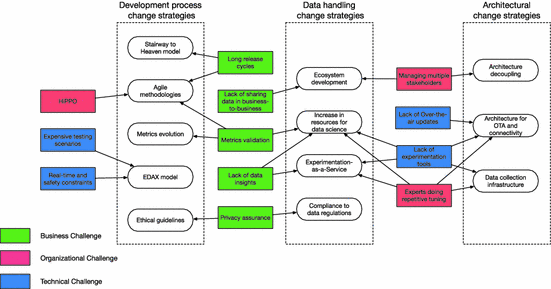 Development process
change strategies
Data handling
change strategies
Architectural
change strategies
Stairway to
Heaven model
Long release
cycles
Agile
methodologies
Ecosystem
development
Managing multiple
stakeholders
Architecture
decoupling
HiPPO
Lack of sharing
data in business-
to-business
Lack of Over-the-
air updates
Expensive testing
scenarios
Metrics evolution
Metrics validation
Increase in
resources for
data science
Architecture for
OTA and
connectivity
Lack of
experimentation
tools
Real-time and
safety constraints
EDAX model
Lack of data
insights
Experimentation-
as-a-Service
Data collection
infrastructure
Experts doing
repetitive tuning
Ethical guidelines
Privacy assurance
Compliance to
data regulations
Business Challenge
Organizational Challenge
Technical Challenge